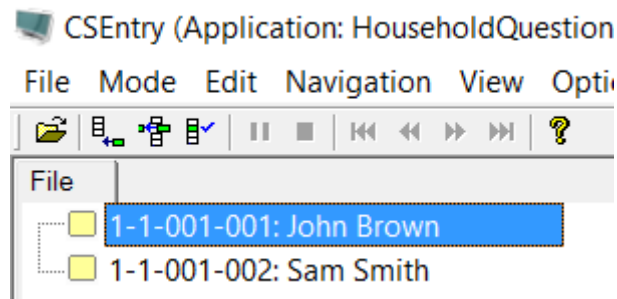 CSEntry (Application: HouseholdQuestion
File Mode Edit Navigation View Opti
File
1-1-001-001: John Brown
1-1-001-002: Sam Smith